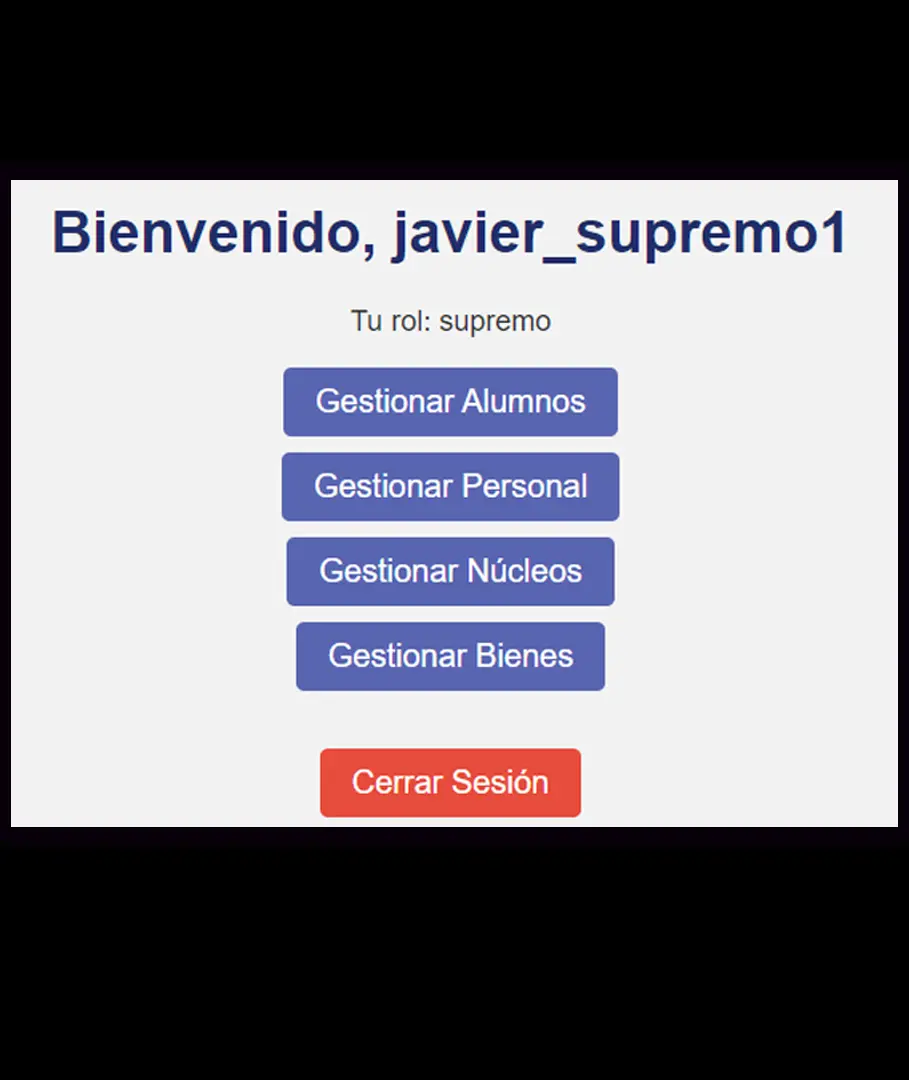 Bienvenido, javier_supremo1
Tu rol: supremo
Gestionar Alumnos
Gestionar Personal
Gestionar Núcleos
Gestionar Bienes
Cerrar Sesión